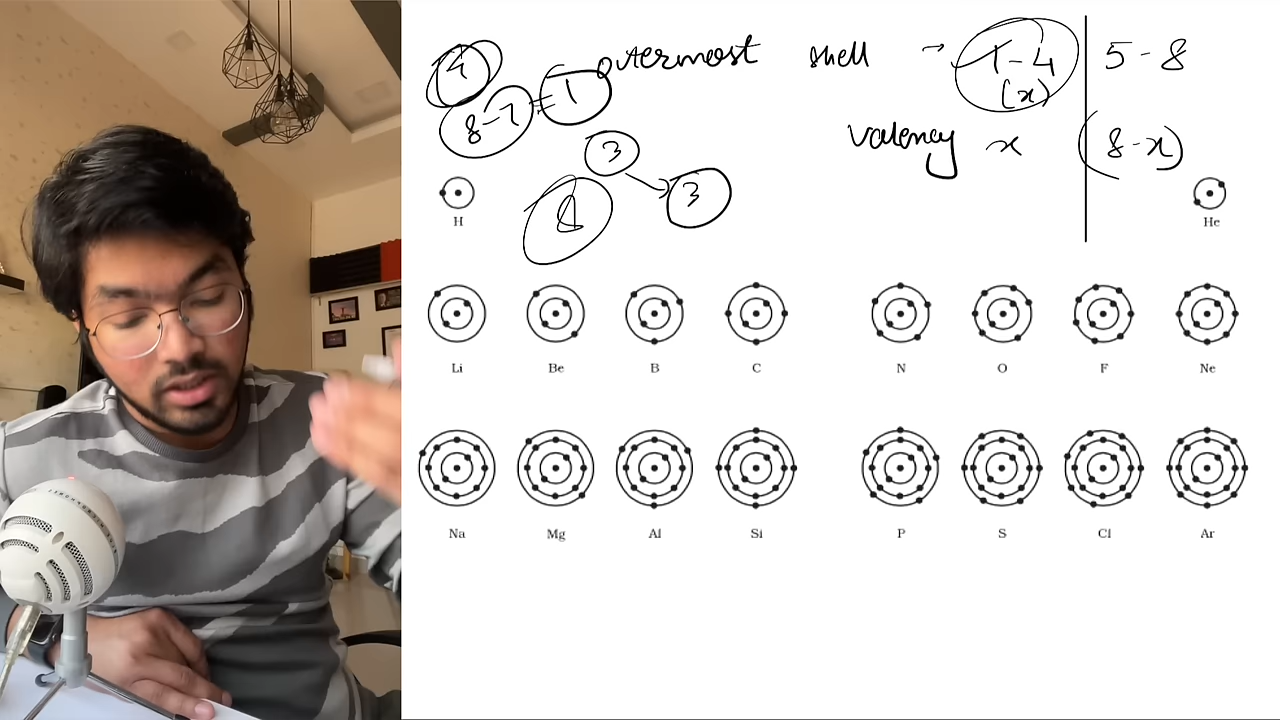 4 outermost shell → 1-4 5-8
8-7 = 1 (x)
3 valency x (8-x)
8 3
H He
Li Be B C N O F Ne
Na Mg Al Si P S Cl Ar